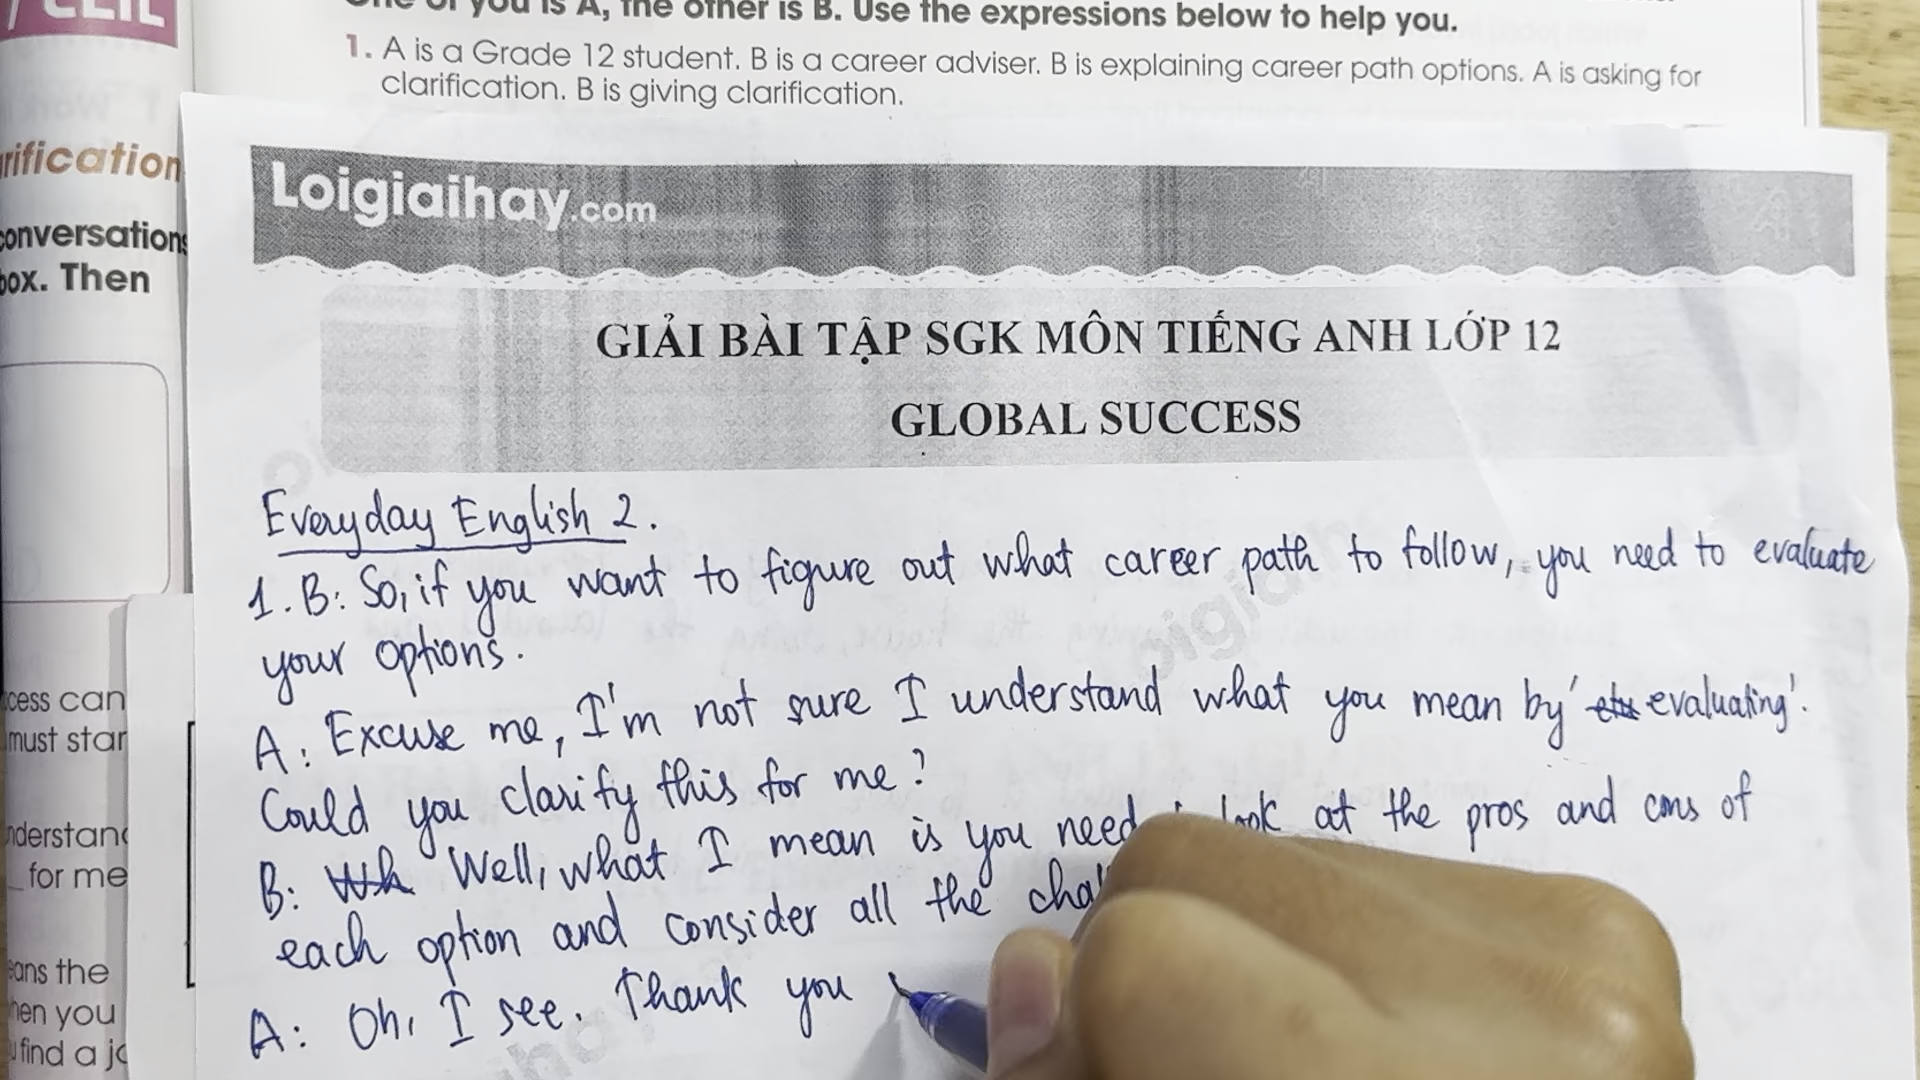 / CLIL
One of you is A, the other is B. Use the expressions below to help you.
1. A is a Grade 12 student. B is a career adviser. B is explaining career path options. A is asking for
clarification. B is giving clarification.
rification
conversations
box. Then
cess can
must star
nderstand
_ for me
eans the
hen you
find a jo
Loigiaihay.com
GIẢI BÀI TẬP SGK MÔN TIẾNG ANH LỚP 12
GLOBAL SUCCESS
Everyday English 2.
1. B: So, if you want to figure out what career path to follow, you need to evaluate
your options.
A: Excuse me, I'm not sure I understand what you mean by 'evaluating'.
Could you clarify this for me?
B: Well, what I mean is you need look at the pros and cons of
each option and consider all the
A: Oh, I see. Thank you